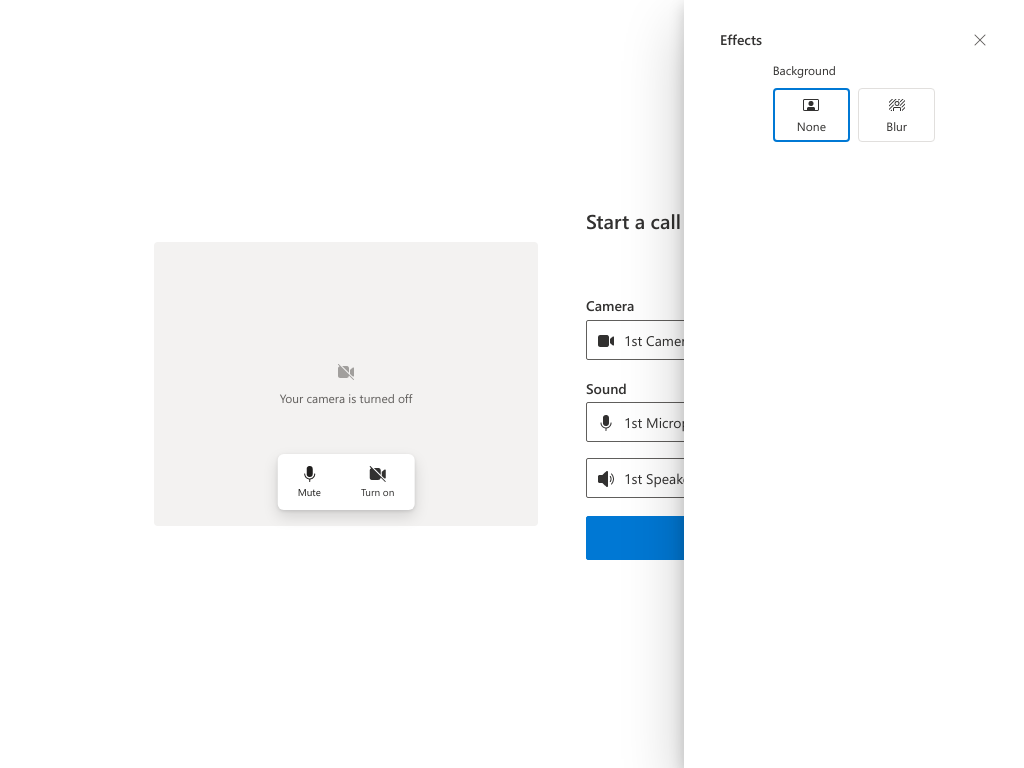 Effects
Background
None
Blur
Start a call
Camera
1st Camer
Sound
1st Microp
1st Speak
Your camera is turned off
Mute
Turn on